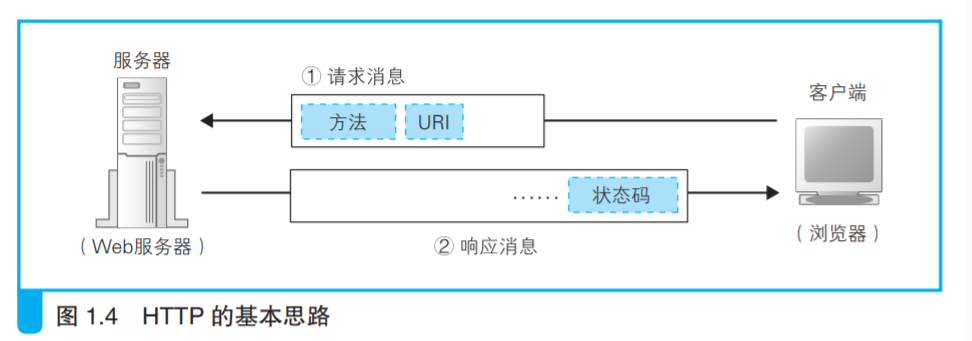 服务器
① 请求消息
客户端
方法
URI
…… 状态码
（Web服务器）
② 响应消息
（浏览器）
图 1.4 HTTP 的基本思路